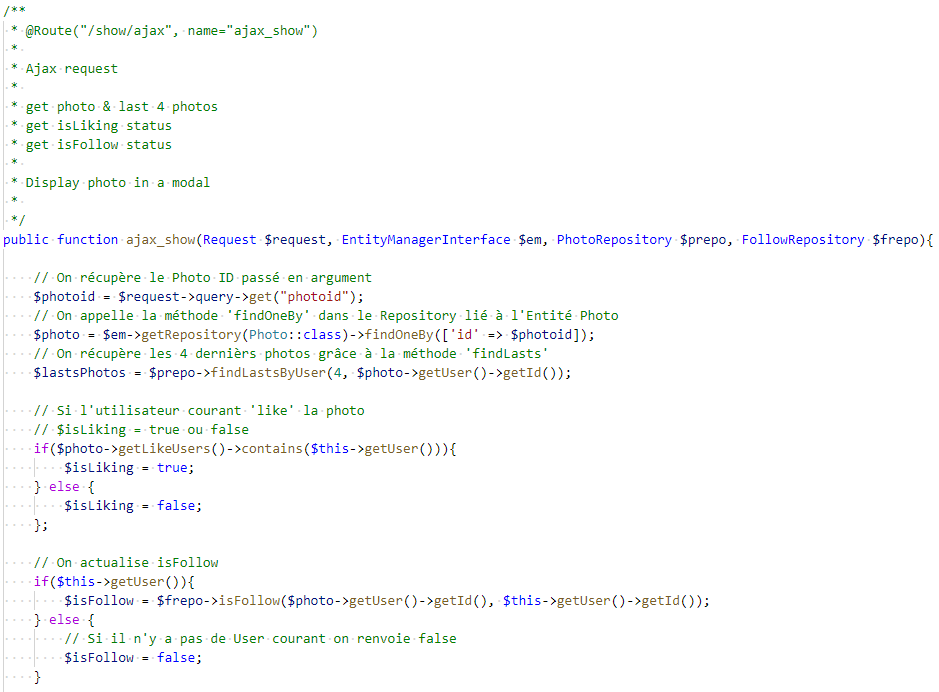 /**
 * @Route("/show/ajax", name="ajax_show")
 *
 * Ajax request
 *
 * get photo & last 4 photos
 * get isLiking status
 * get isFollow status
 *
 * Display photo in a modal
 *
 */
public function ajax_show(Request $request, EntityManagerInterface $em, PhotoRepository $prepo, FollowRepository $frepo){

    // On récupère le Photo ID passé en argument
    $photoid = $request->query->get("photoid");
    // On appelle la méthode 'findOneBy' dans le Repository lié à l'Entité Photo
    $photo = $em->getRepository(Photo::class)->findOneBy(['id' => $photoid]);
    // On récupère les 4 dernièrs photos grâce à la méthode 'findLasts'
    $lastsPhotos = $prepo->findLastsByUser(4, $photo->getUser()->getId());

    // Si l'utilisateur courant 'like' la photo
    // $isLiking = true ou false
    if($photo->getLikeUsers()->contains($this->getUser())){
        $isLiking = true;
    } else {
        $isLiking = false;
    };

    // On actualise isFollow
    if($this->getUser()){
        $isFollow = $frepo->isFollow($photo->getUser()->getId(), $this->getUser()->getId());
    } else {
        // Si il n'y a pas de User courant on renvoie false
        $isFollow = false;
    }